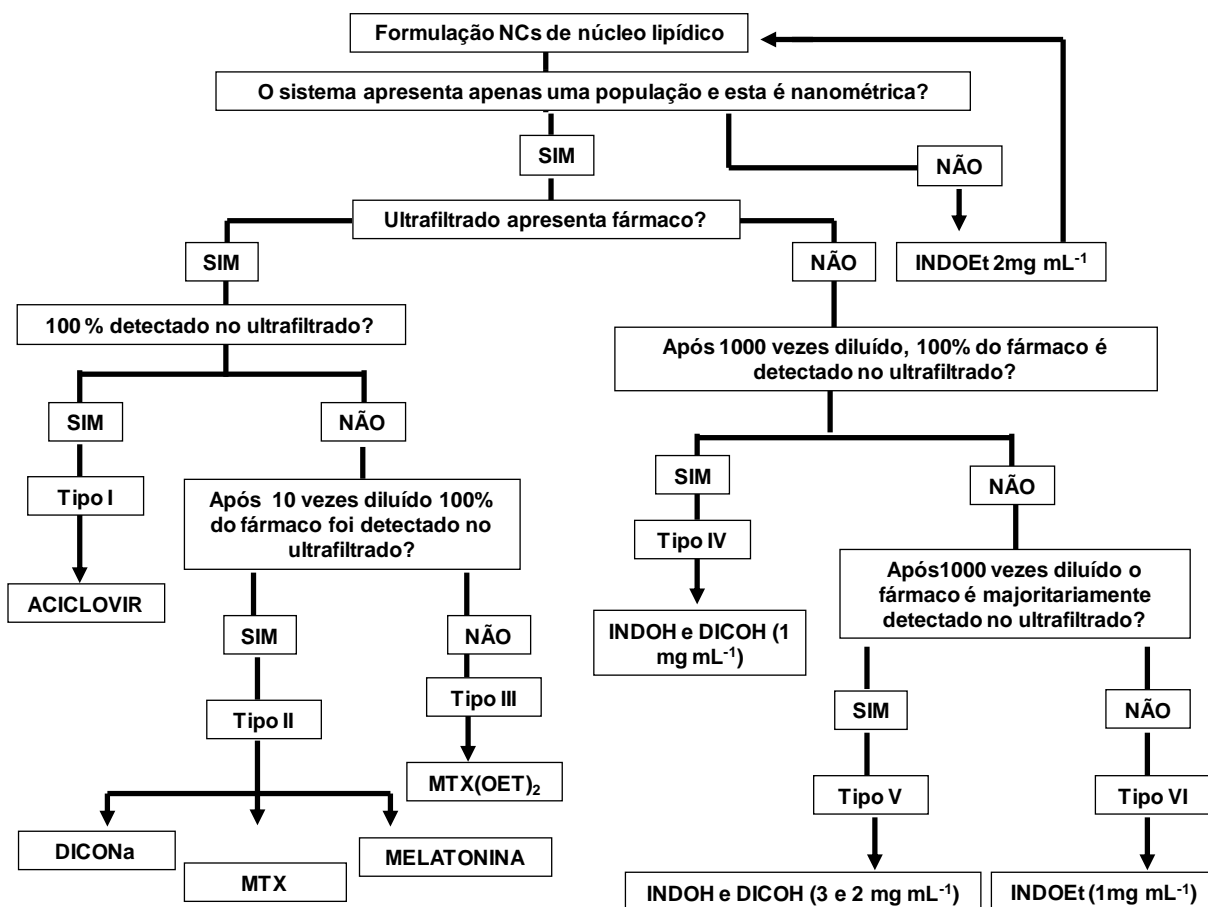 Formulação NCs de núcleo lipídico
O sistema apresenta apenas uma população e esta é nanométrica?
SIM
NÃO
Ultrafiltrado apresenta fármaco?
INDOEt 2mg mL⁻¹
SIM
NÃO
100 % detectado no ultrafiltrado?
Após 1000 vezes diluído, 100% do fármaco é
detectado no ultrafiltrado?
SIM
NÃO
SIM
NÃO
Tipo I
Após 10 vezes diluído 100%
do fármaco foi detectado no
ultrafiltrado?
Tipo IV
Após1000 vezes diluído o
fármaco é majoritariamente
detectado no ultrafiltrado?
ACICLOVIR
SIM
NÃO
INDOH e DICOH (1
mg mL⁻¹)
Tipo II
Tipo III
SIM
NÃO
MTX(OET)₂
Tipo V
Tipo VI
DICONa
MTX
MELATONINA
INDOH e DICOH (3 e 2 mg mL⁻¹)
INDOEt (1mg mL⁻¹)